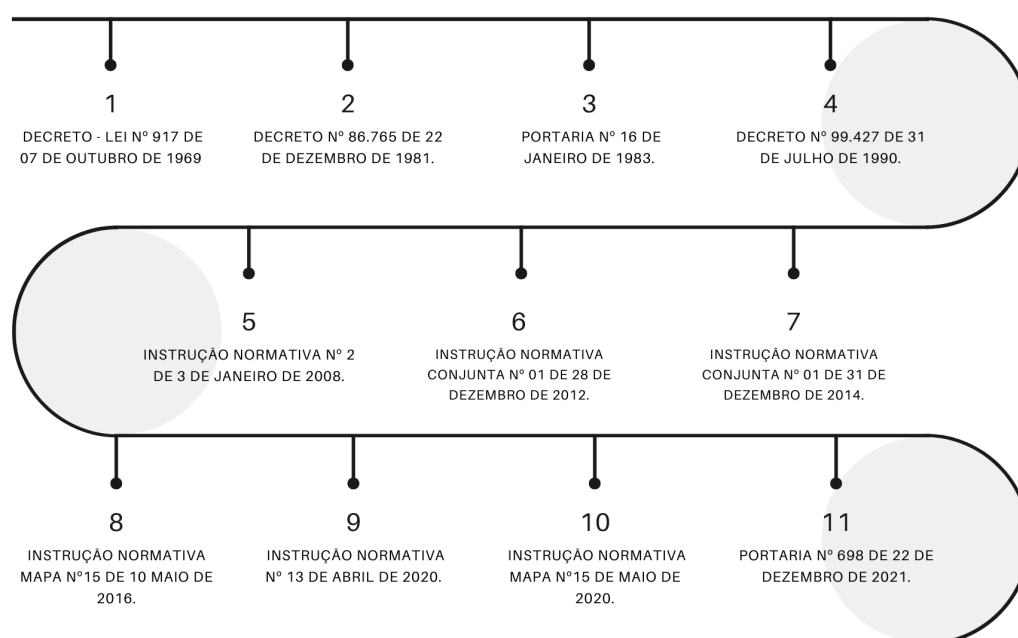 1
DECRETO - LEI Nº 917 DE
07 DE OUTUBRO DE 1969
2
DECRETO Nº 86.765 DE 22
DE DEZEMBRO DE 1981.
3
PORTARIA Nº 16 DE
JANEIRO DE 1983.
4
DECRETO Nº 99.427 DE 31
DE JULHO DE 1990.
5
INSTRUÇÃO NORMATIVA Nº 2
DE 3 DE JANEIRO DE 2008.
6
INSTRUÇÃO NORMATIVA
CONJUNTA Nº 01 DE 28 DE
DEZEMBRO DE 2012.
7
INSTRUÇÃO NORMATIVA
CONJUNTA Nº 01 DE 31 DE
DEZEMBRO DE 2014.
8
INSTRUÇÃO NORMATIVA
MAPA Nº15 DE 10 MAIO DE
2016.
9
INSTRUÇÃO NORMATIVA
Nº 13 DE ABRIL DE 2020.
10
INSTRUÇÃO NORMATIVA
MAPA Nº15 DE MAIO DE
2020.
11
PORTARIA Nº 698 DE 22 DE
DEZEMBRO DE 2021.